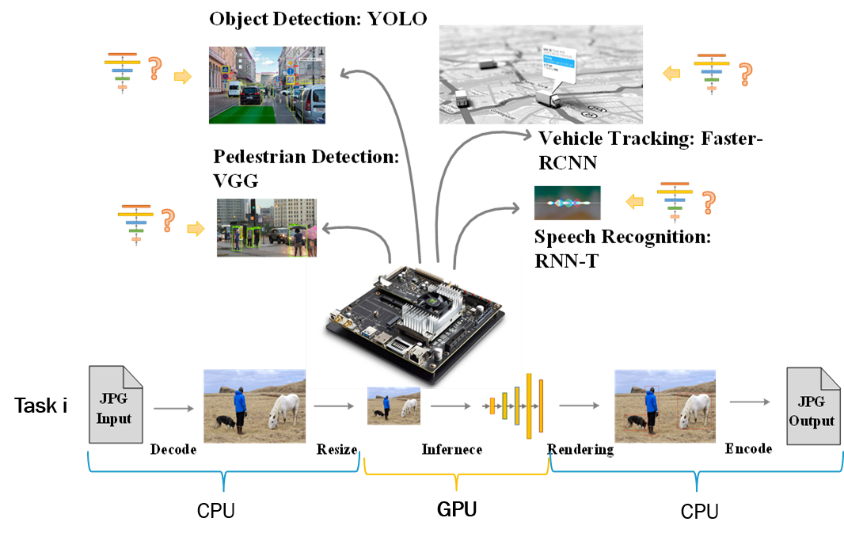 Object Detection: YOLO
?
?
Pedestrian Detection:
VGG
Vehicle Tracking: Faster-
RCNN
?
?
Speech Recognition:
RNN-T
Task i
JPG
Input
JPG
Output
Decode
Resize
Infernece
Rendering
Encode
CPU
GPU
CPU